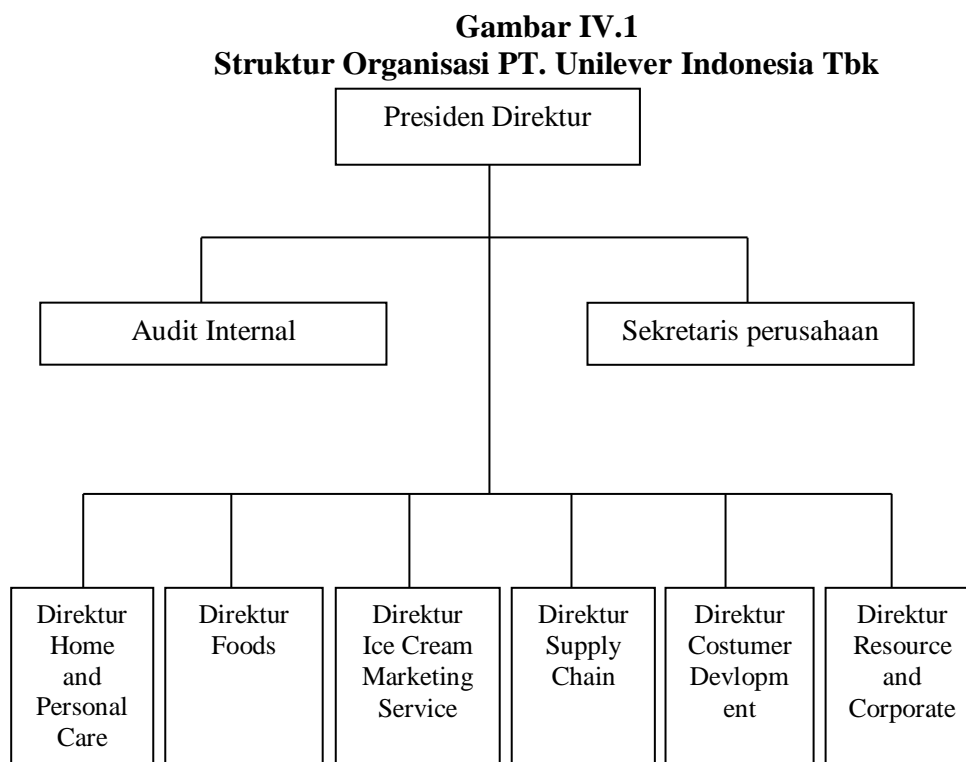 Gambar IV.1
Struktur Organisasi PT. Unilever Indonesia Tbk
Presiden Direktur
Audit Internal
Sekretaris perusahaan
Direktur
Home
and
Personal
Care
Direktur
Foods
Direktur
Ice Cream
Marketing
Service
Direktur
Supply
Chain
Direktur
Costumer
Devlopm
ent
Direktur
Resource
and
Corporate